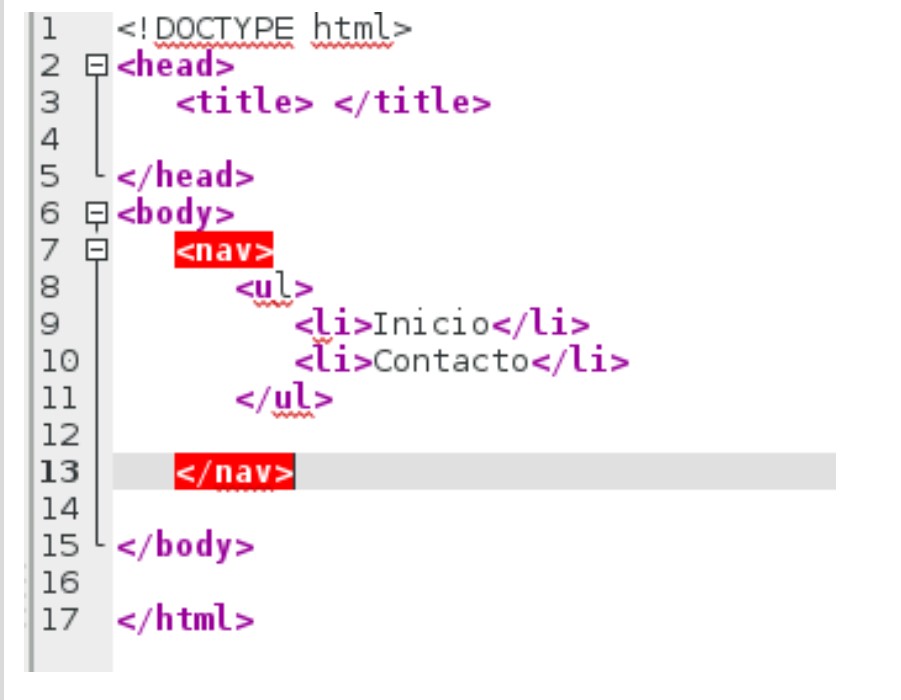 1 <!DOCTYPE html>
2 <head>
3 <title> </title>
4
5 </head>
6 <body>
7 <nav>
8 <ul>
9 <li>Inicio</li>
10 <li>Contacto</li>
11 </ul>
12
13 </nav>
14
15 </body>
16
17 </html>